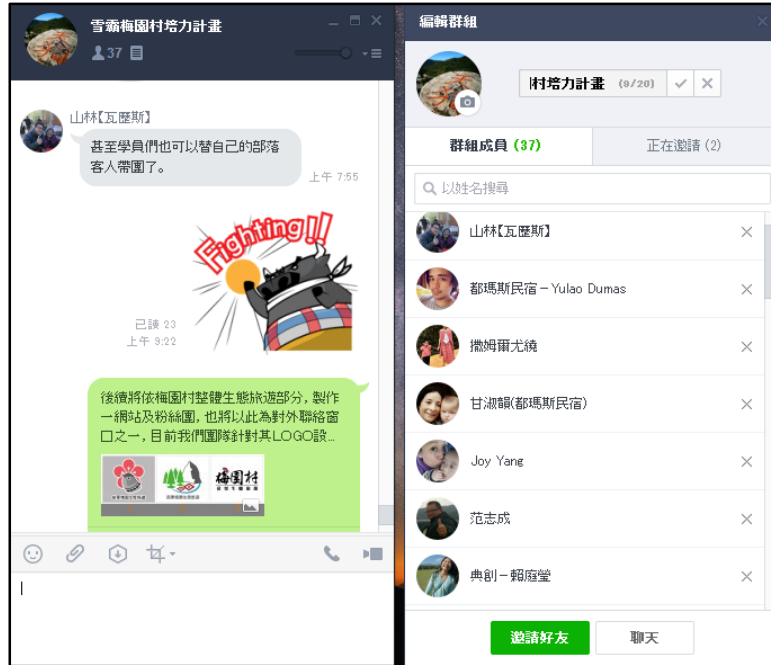 雪霸梅園村培力計畫
37
山林【瓦歷斯】
甚至學員們也可以替自己的部落
客人帶團了。
上午 7:55
Fighting!!
已讀 23
上午 9:22
後續將依梅園村整體生態旅遊部分,製作
一網站及粉絲團,也將以此為對外聯絡窗
口之一,目前我們團隊針對其LOGO設...
梅園村
編輯群組
村培力計畫 (9/20)
群組成員 (37)
正在邀請 (2)
以姓名搜尋
山林【瓦歷斯】
都瑪斯民宿－Yulao Dumas
撒姆爾尤繞
甘淑韻(都瑪斯民宿)
Joy Yang
范志成
典創－賴庭瑩
邀請好友
聊天